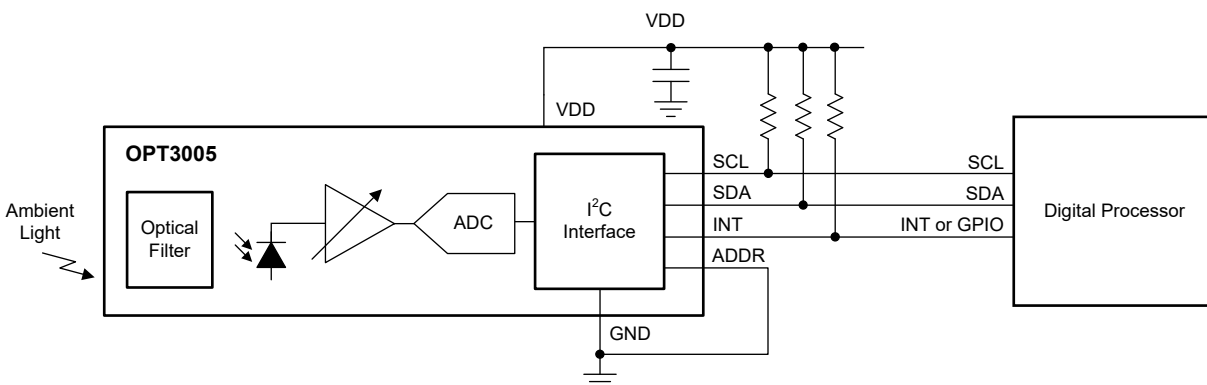 VDD
VDD
OPT3005
Ambient
Light
Optical
Filter
ADC
I²C
Interface
SCL
SDA
INT
ADDR
GND
SCL
SDA
INT or GPIO
Digital Processor